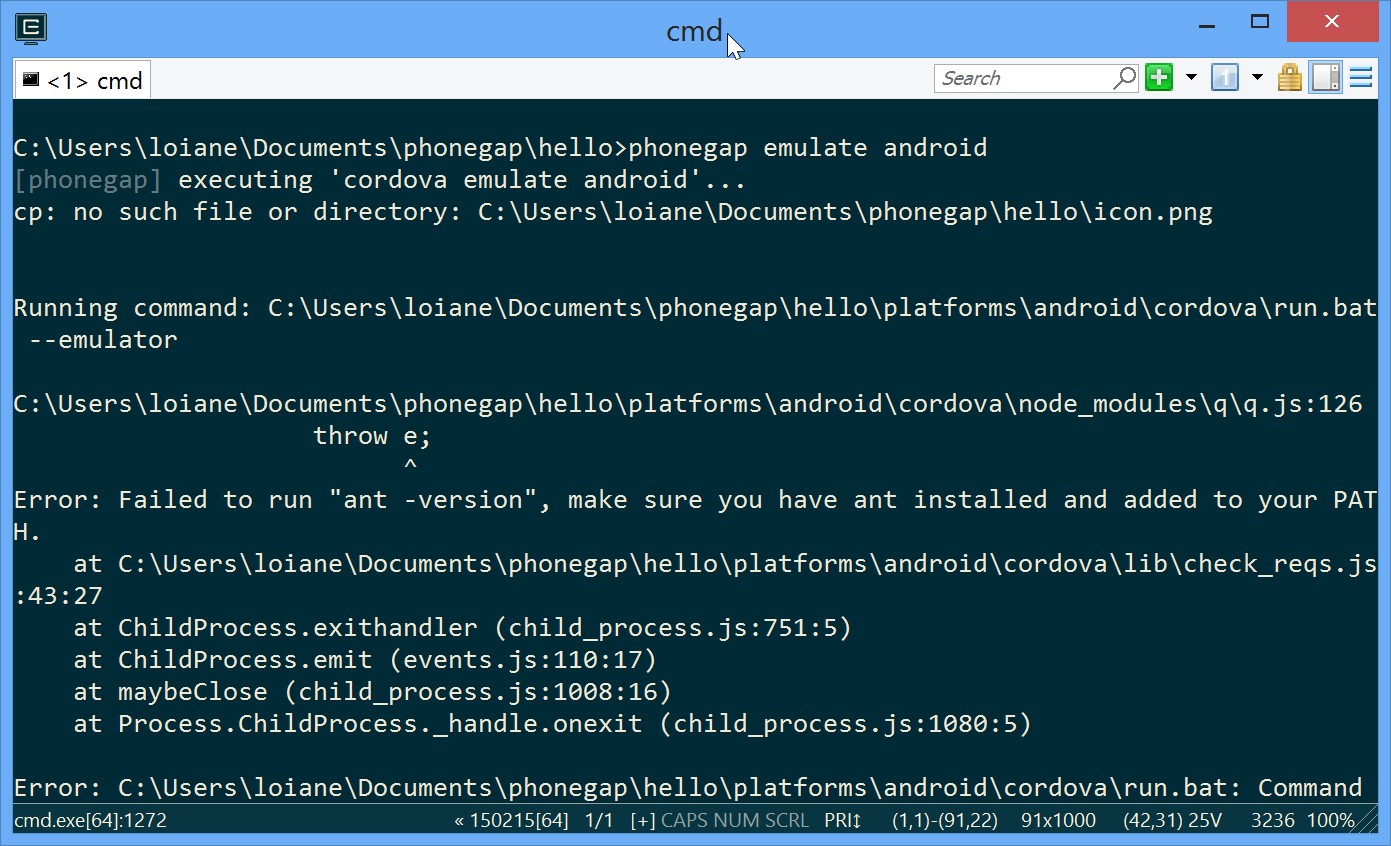 cmd
<1> cmd
Search
1
C:\Users\loiane\Documents\phonegap\hello>phonegap emulate android
[phonegap] executing 'cordova emulate android'...
cp: no such file or directory: C:\Users\loiane\Documents\phonegap\hello\icon.png
Running command: C:\Users\loiane\Documents\phonegap\hello\platforms\android\cordova\run.bat
 --emulator
C:\Users\loiane\Documents\phonegap\hello\platforms\android\cordova\node_modules\q\q.js:126
                    throw e;
                          ^
Error: Failed to run "ant -version", make sure you have ant installed and added to your PAT
H.
    at C:\Users\loiane\Documents\phonegap\hello\platforms\android\cordova\lib\check_reqs.js
:43:27
    at ChildProcess.exithandler (child_process.js:751:5)
    at ChildProcess.emit (events.js:110:17)
    at maybeClose (child_process.js:1008:16)
    at Process.ChildProcess._handle.onexit (child_process.js:1080:5)
Error: C:\Users\loiane\Documents\phonegap\hello\platforms\android\cordova\run.bat: Command
cmd.exe[64]:1272 « 150215[64] 1/1 [+] CAPS NUM SCRL PRI↕ (1,1)-(91,22) 91x1000 (42,31) 25V 3236 100%